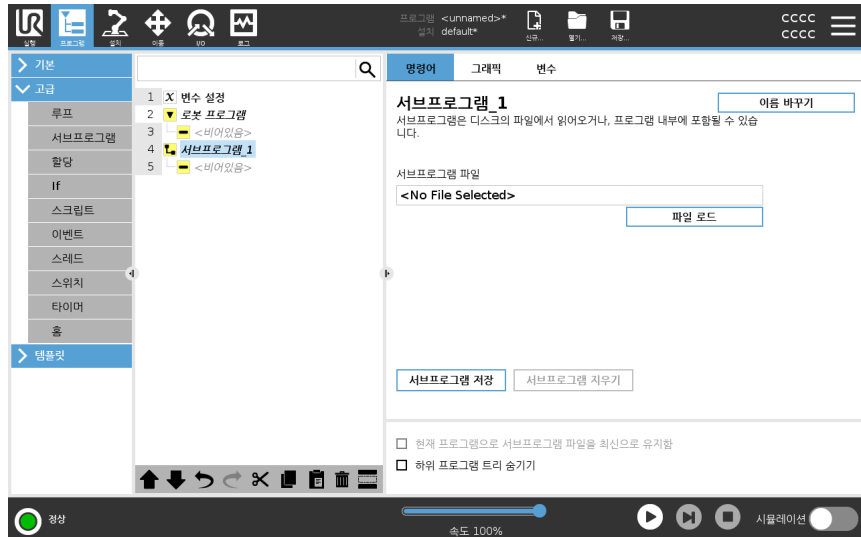 프로그램 <unnamed>*
설치 default*
cccc
cccc
실행 프로그램 설치 이동 I/O 로그
신규... 열기... 저장...
기본
고급
루프
서브프로그램
할당
If
스크립트
이벤트
스레드
스위치
타이머
홈
템플릿
1 X 변수 설정
2 로봇 프로그램
3 <비어있음>
4 서브프로그램_1
5 <비어있음>
명령어 그래픽 변수
서브프로그램_1
이름 바꾸기
서브프로그램은 디스크의 파일에서 읽어오거나, 프로그램 내부에 포함될 수 있습
니다.
서브프로그램 파일
<No File Selected>
파일 로드
서브프로그램 저장 서브프로그램 지우기
현재 프로그램으로 서브프로그램 파일을 최신으로 유지함
하위 프로그램 트리 숨기기
정상
속도 100%
시뮬레이션